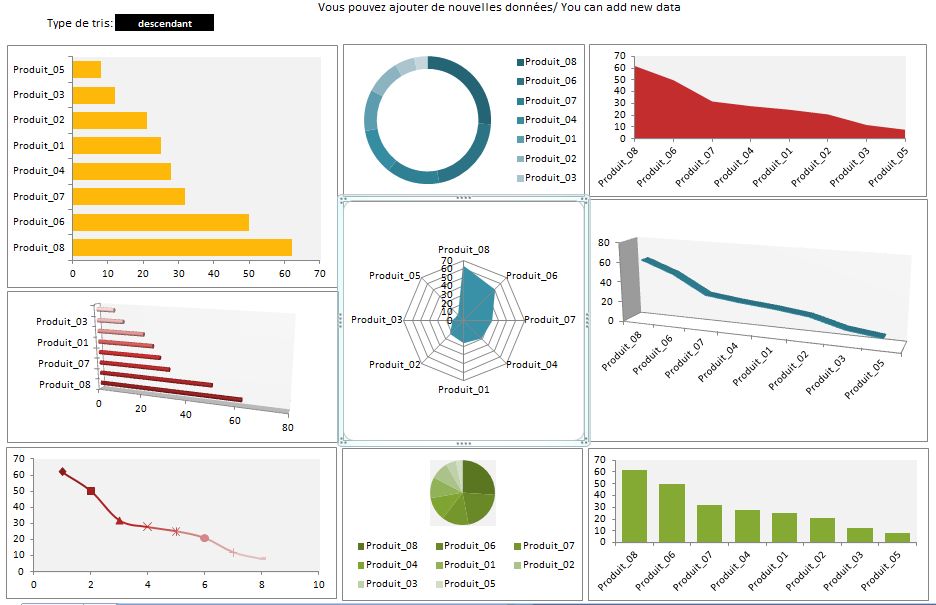 Vous pouvez ajouter de nouvelles données/ You can add new data
Type de tris: descendant
Produit_05
Produit_03
Produit_02
Produit_01
Produit_04
Produit_07
Produit_06
Produit_08
0 10 20 30 40 50 60 70
Produit_08
Produit_06
Produit_07
Produit_04
Produit_01
Produit_02
Produit_03
70
60
50
40
30
20
10
0
Produit_08 Produit_06 Produit_07 Produit_04 Produit_01 Produit_02 Produit_03 Produit_05
Produit_03
Produit_01
Produit_07
Produit_08
0 20 40 60 80
Produit_08
Produit_06
Produit_07
Produit_04
Produit_01
Produit_02
Produit_03
Produit_05
70
60
50
40
30
20
10
0
80
60
40
20
0
Produit_08 Produit_06 Produit_07 Produit_04 Produit_01 Produit_02 Produit_03 Produit_05
70
60
50
40
30
20
10
0
0 2 4 6 8 10
Produit_08 Produit_06 Produit_07
Produit_04 Produit_01 Produit_02
Produit_03 Produit_05
70
60
50
40
30
20
10
0
Produit_08 Produit_06 Produit_07 Produit_04 Produit_01 Produit_02 Produit_03 Produit_05